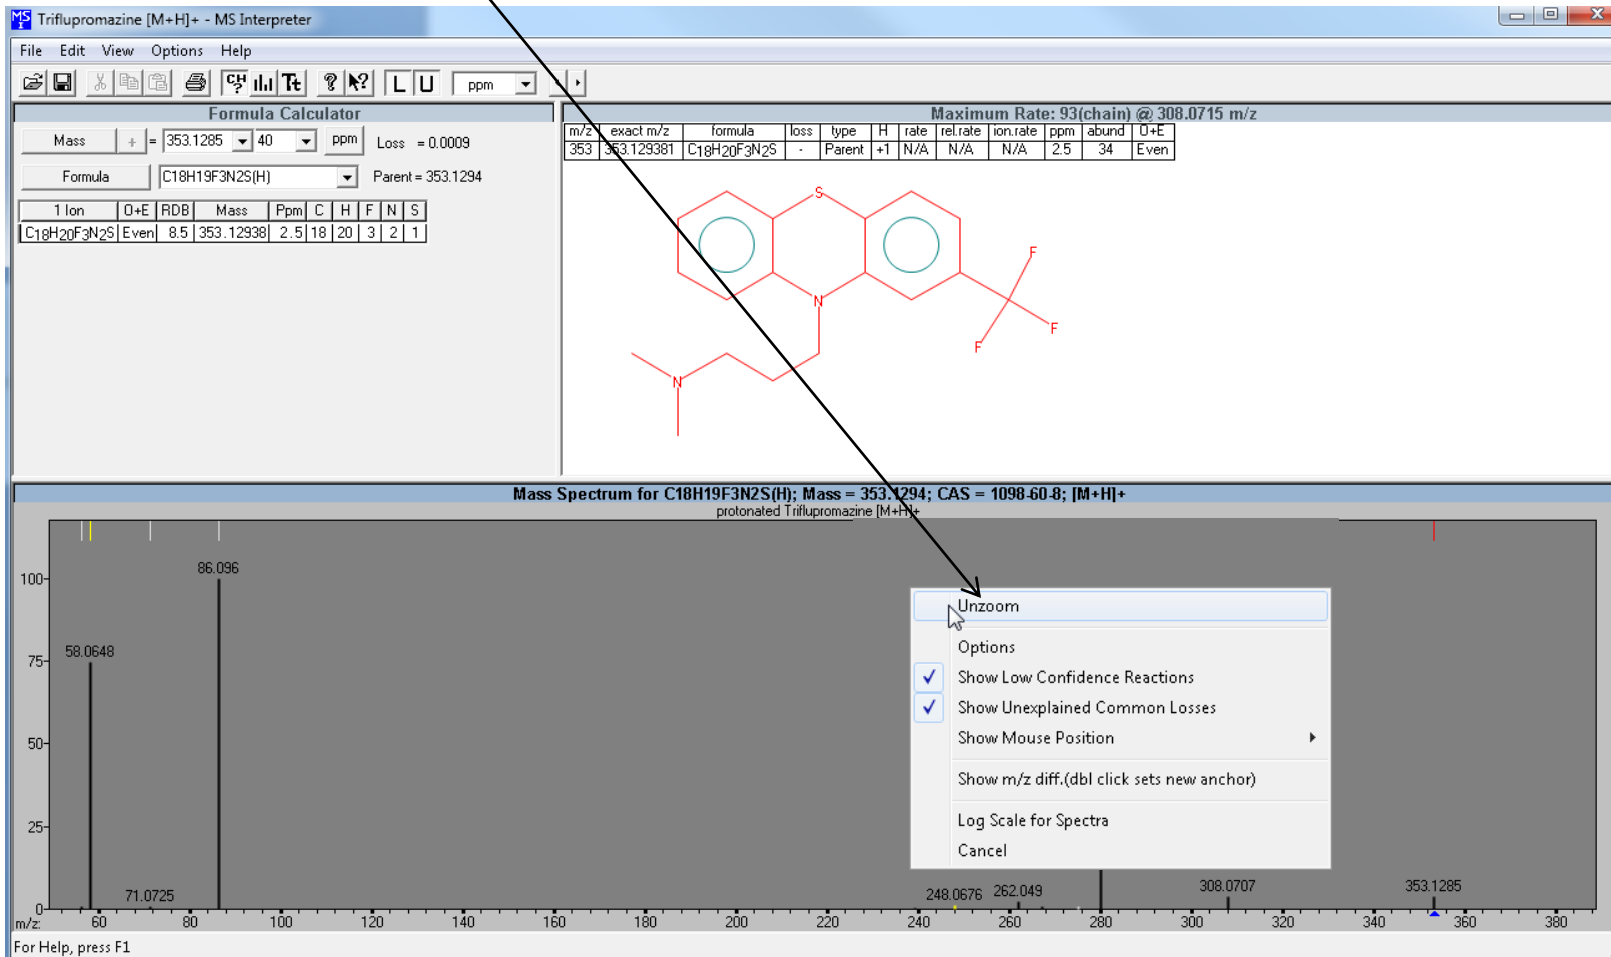 MS I Triflupromazine [M+H]+ - MS Interpreter
File Edit View Options Help
CH ? Tt ? ? L U ppm
Formula Calculator
Mass + = 353.1285 40 ppm Loss = 0.0009
Formula C18H19F3N2S(H) Parent = 353.1294
1 Ion O+E RDB Mass Ppm C H F N S
C18H20F3N2S Even 8.5 353.12938 2.5 18 20 3 2 1
Maximum Rate: 93(chain) @ 308.0715 m/z
m/z exact m/z formula loss type H rate rel.rate ion.rate ppm abund O+E
353 353.129381 C18H20F3N2S - Parent +1 N/A N/A N/A 2.5 34 Even
S
F
N
F
F
N
Mass Spectrum for C18H19F3N2S(H); Mass = 353.1294; CAS = 1098-60-8; [M+H]+
protonated Triflupromazine [M+H]+
86.096
100
58.0648
75
50
25
0
71.0725
248.0676 262.049 308.0707 353.1285
Unzoom
Options
Show Low Confidence Reactions
Show Unexplained Common Losses
Show Mouse Position
Show m/z diff.(dbl click sets new anchor)
Log Scale for Spectra
Cancel
m/z: 60 80 100 120 140 160 180 200 220 240 260 280 300 320 340 360 380
For Help, press F1